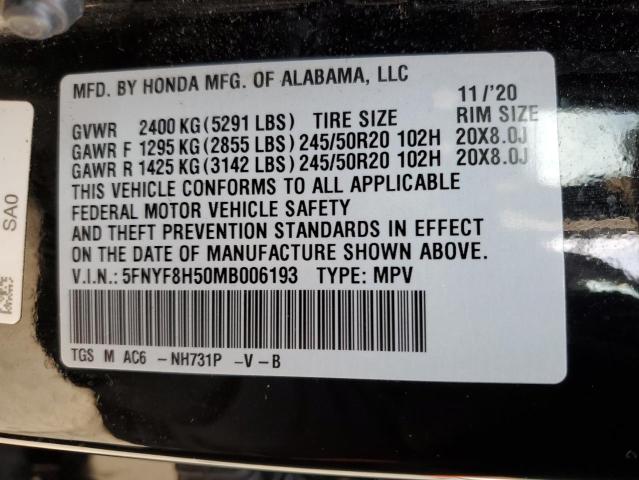 MFD. BY HONDA MFG. OF ALABAMA, LLC 11/'20
GVWR 2400 KG (5291 LBS) TIRE SIZE RIM SIZE
GAWR F 1295 KG (2855 LBS) 245/50R20 102H 20X8.0J
GAWR R 1425 KG (3142 LBS) 245/50R20 102H 20X8.0J
THIS VEHICLE CONFORMS TO ALL APPLICABLE
FEDERAL MOTOR VEHICLE SAFETY
AND THEFT PREVENTION STANDARDS IN EFFECT
ON THE DATE OF MANUFACTURE SHOWN ABOVE.
V.I.N.: 5FNYF8H50MB006193 TYPE: MPV
TGS M AC6 - NH731P -V - B
SA0